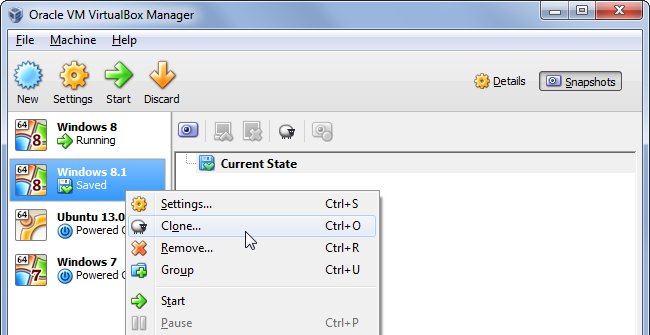 Oracle VM VirtualBox Manager
File Machine Help
New Settings Start Discard
Details Snapshots
64 Windows 8
8 Running
64 Windows 8.1
8 Saved
Current State
64 Ubuntu 13.0
Powered
64 Windows 7
7 Powered
Settings... Ctrl+S
Clone... Ctrl+O
Remove... Ctrl+R
Group Ctrl+U
Start
Pause Ctrl+P